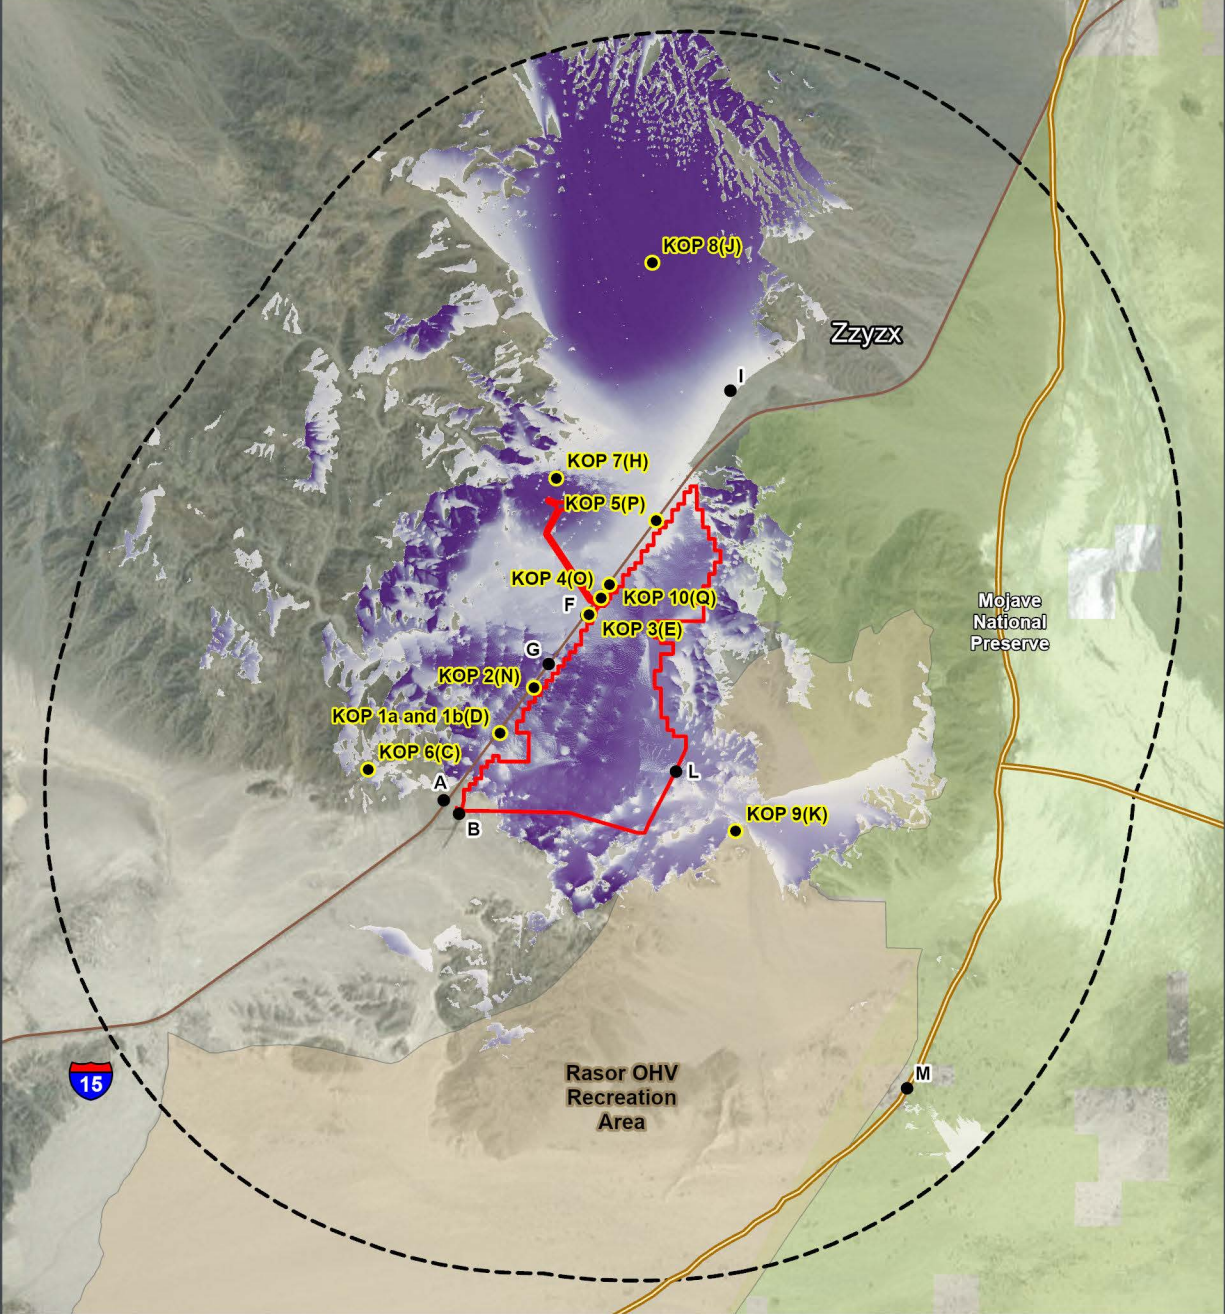 KOP 8(J)
Zzyzx
I
KOP 7(H)
KOP 5(P)
KOP 4(O)
KOP 10(Q)
F
KOP 3(E)
Mojave
National
Preserve
G
KOP 2(N)
KOP 1a and 1b(D)
KOP 6(C)
L
A
KOP 9(K)
B
Rasor OHV
Recreation
Area
M
15